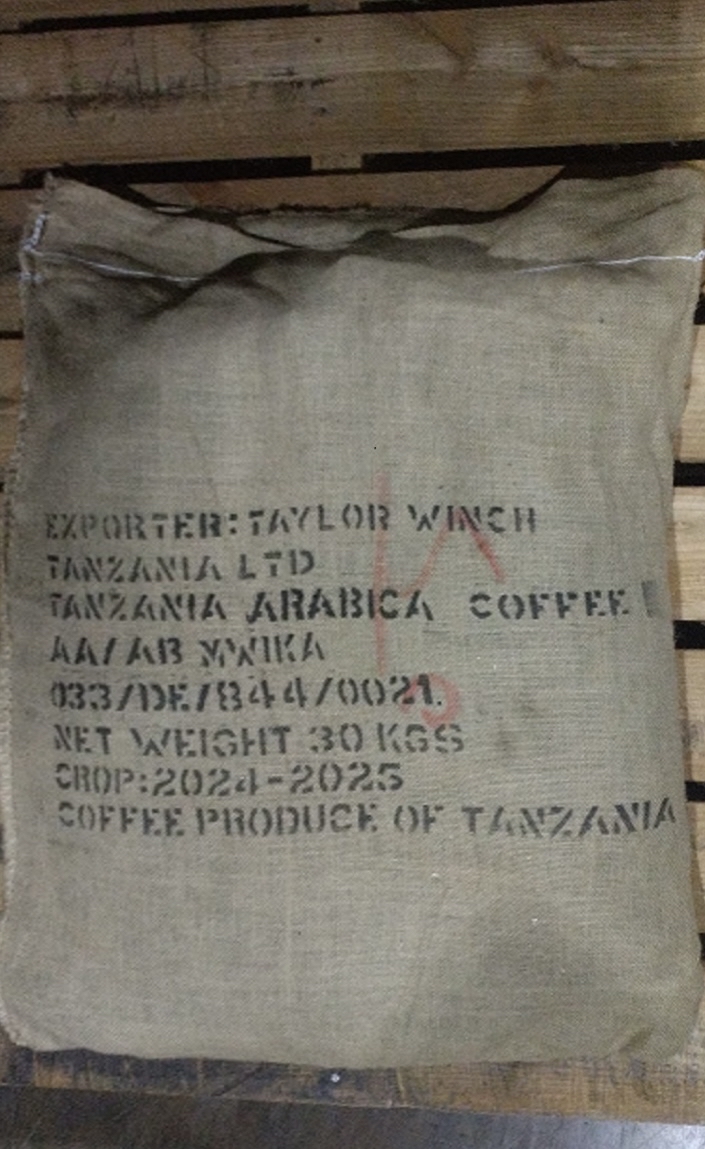 EXPORTER: TAYLOR WINCH
TANZANIA LTD
TANZANIA ARABICA COFFEE
AA/AB MWIKA
033/DE/844/0021.
NET WEIGHT 30 KGS
CROP:2024-2025
COFFEE PRODUCE OF TANZANIA